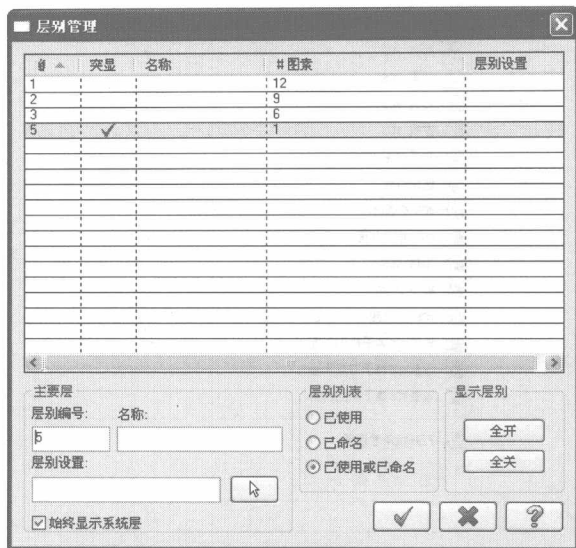 层别管理
突显 名称 #图素 层别设置
1 12
2 9
3 6
5 1
主要层
层别编号: 名称:
5
层别设置:
始终显示系统层
层别列表
已使用
已命名
已使用或已命名
显示层别
全开
全关